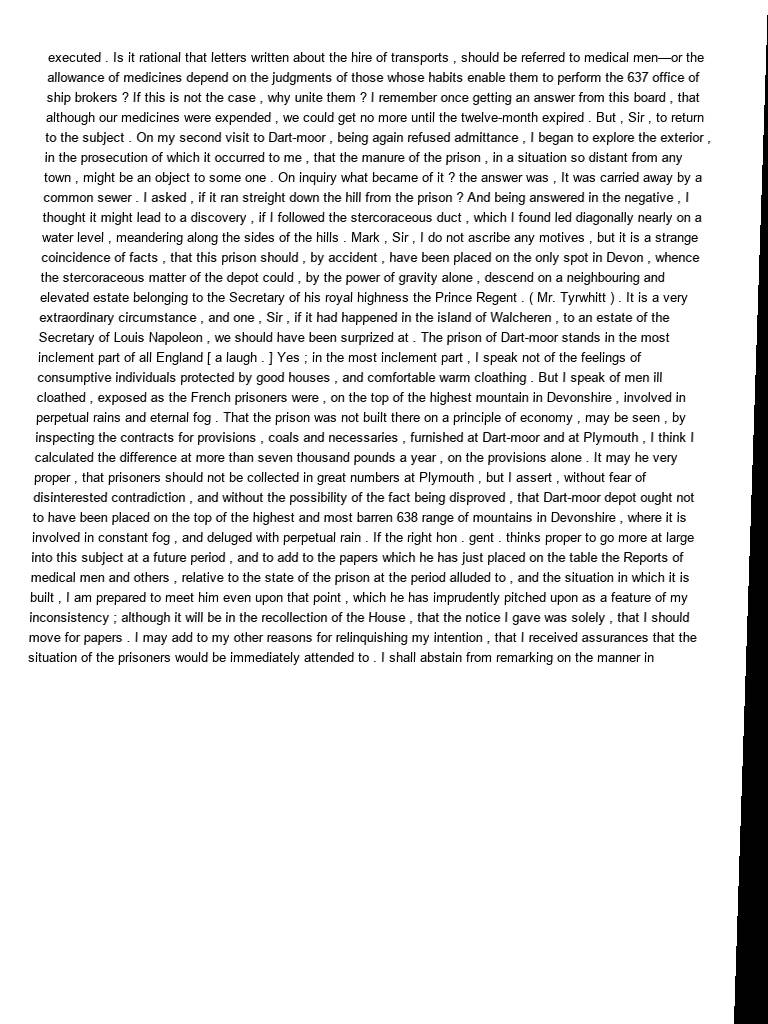 executed . Is it rational that letters written about the hire of transports , should be referred to medical men—or the
allowance of medicines depend on the judgments of those whose habits enable them to perform the 637 office of
ship brokers ? If this is not the case , why unite them ? I remember once getting an answer from this board , that
although our medicines were expended , we could get no more until the twelve-month expired . But , Sir , to return
to the subject . On my second visit to Dart-moor , being again refused admittance , I began to explore the exterior ,
in the prosecution of which it occurred to me , that the manure of the prison , in a situation so distant from any
town , might be an object to some one . On inquiry what became of it ? the answer was , It was carried away by a
common sewer . I asked , if it ran streight down the hill from the prison ? And being answered in the negative , I
thought it might lead to a discovery , if I followed the stercoraceous duct , which I found led diagonally nearly on a
water level , meandering along the sides of the hills . Mark , Sir , I do not ascribe any motives , but it is a strange
coincidence of facts , that this prison should , by accident , have been placed on the only spot in Devon , whence
the stercoraceous matter of the depot could , by the power of gravity alone , descend on a neighbouring and
elevated estate belonging to the Secretary of his royal highness the Prince Regent . ( Mr. Tyrwhitt ) . It is a very
extraordinary circumstance , and one , Sir , if it had happened in the island of Walcheren , to an estate of the
Secretary of Louis Napoleon , we should have been surprized at . The prison of Dart-moor stands in the most
inclement part of all England [ a laugh . ] Yes ; in the most inclement part , I speak not of the feelings of
consumptive individuals protected by good houses , and comfortable warm cloathing . But I speak of men ill
cloathed , exposed as the French prisoners were , on the top of the highest mountain in Devonshire , involved in
perpetual rains and eternal fog . That the prison was not built there on a principle of economy , may be seen , by
inspecting the contracts for provisions , coals and necessaries , furnished at Dart-moor and at Plymouth , I think I
calculated the difference at more than seven thousand pounds a year , on the provisions alone . It may he very
proper , that prisoners should not be collected in great numbers at Plymouth , but I assert , without fear of
disinterested contradiction , and without the possibility of the fact being disproved , that Dart-moor depot ought not
to have been placed on the top of the highest and most barren 638 range of mountains in Devonshire , where it is
involved in constant fog , and deluged with perpetual rain . If the right hon . gent . thinks proper to go more at large
into this subject at a future period , and to add to the papers which he has just placed on the table the Reports of
medical men and others , relative to the state of the prison at the period alluded to , and the situation in which it is
built , I am prepared to meet him even upon that point , which he has imprudently pitched upon as a feature of my
inconsistency ; although it will be in the recollection of the House , that the notice I gave was solely , that I should
move for papers . I may add to my other reasons for relinquishing my intention , that I received assurances that the
situation of the prisoners would be immediately attended to . I shall abstain from remarking on the manner in